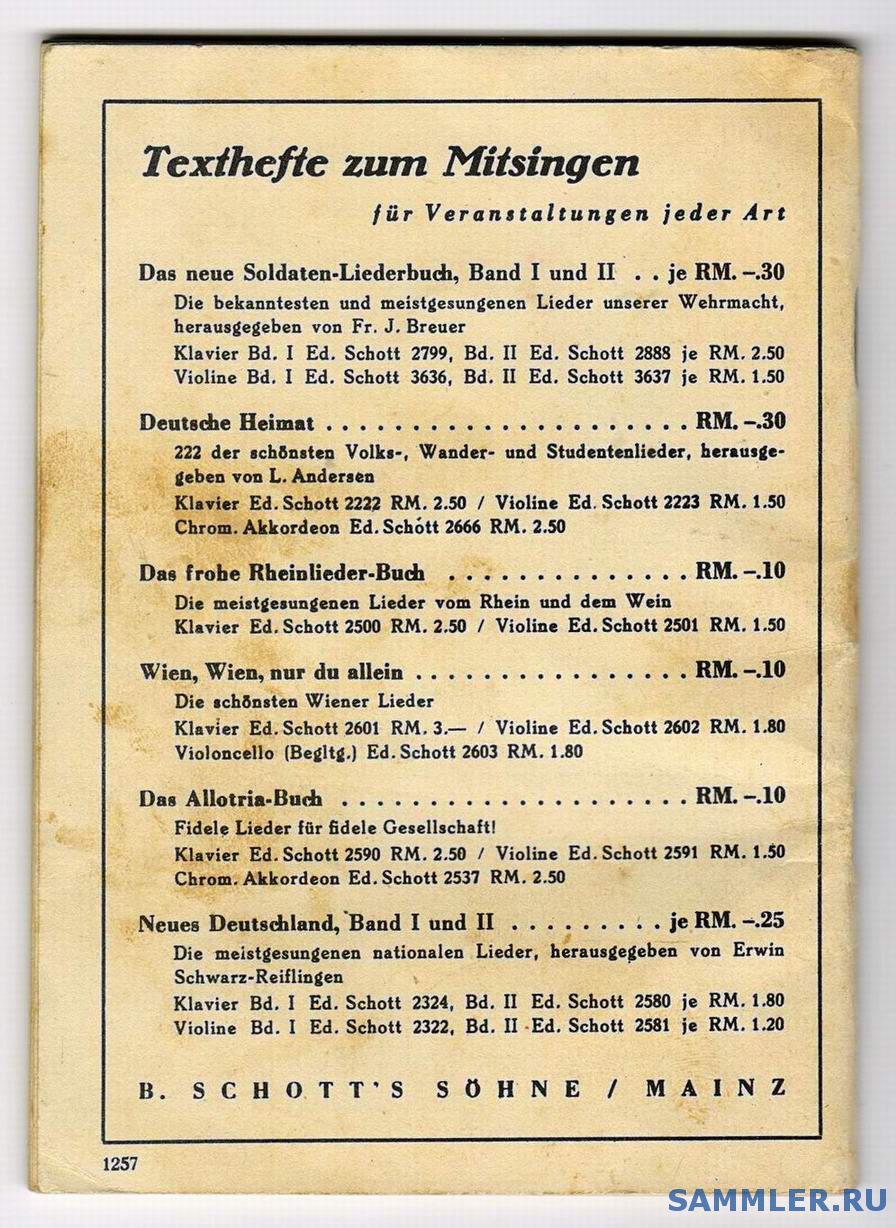 Texthefte zum Mitsingen
für Veranstaltungen jeder Art
Das neue Soldaten-Liederbuch, Band I und II . . je RM. –.30
Die bekanntesten und meistgesungenen Lieder unserer Wehrmacht,
herausgegeben von Fr. J. Breuer
Klavier Bd. I Ed. Schott 2799, Bd. II Ed. Schott 2888 je RM. 2.50
Violine Bd. I Ed. Schott 3636, Bd. II Ed. Schott 3637 je RM. 1.50
Deutsche Heimat . . . . . . . . . . . . . . . . . . . . . RM. –.30
222 der schönsten Volks-, Wander- und Studentenlieder, herausge-
geben von L. Andersen
Klavier Ed. Schott 2222 RM. 2.50 / Violine Ed. Schott 2223 RM. 1.50
Chrom. Akkordeon Ed. Schott 2666 RM. 2.50
Das frohe Rheinlieder-Buch . . . . . . . . . . . . . . RM. –.10
Die meistgesungenen Lieder vom Rhein und dem Wein
Klavier Ed. Schott 2500 RM. 2.50 / Violine Ed. Schott 2501 RM. 1.50
Wien, Wien, nur du allein . . . . . . . . . . . . . . . . RM. –.10
Die schönsten Wiener Lieder
Klavier Ed. Schott 2601 RM. 3.— / Violine Ed. Schott 2602 RM. 1.80
Violoncello (Begltg.) Ed. Schott 2603 RM. 1.80
Das Allotria-Buch . . . . . . . . . . . . . . . . . . . . RM. –.10
Fidele Lieder für fidele Gesellschaft!
Klavier Ed. Schott 2590 RM. 2.50 / Violine Ed. Schott 2591 RM. 1.50
Chrom. Akkordeon Ed. Schott 2537 RM. 2.50
Neues Deutschland, Band I und II . . . . . . . . . je RM. –.25
Die meistgesungenen nationalen Lieder, herausgegeben von Erwin
Schwarz-Reiflingen
Klavier Bd. I Ed. Schott 2324, Bd. II Ed. Schott 2580 je RM. 1.80
Violine Bd. I Ed. Schott 2322, Bd. II Ed. Schott 2581 je RM. 1.20
B. SCHOTT'S SÖHNE / MAINZ
1257
SAMMLER.RU